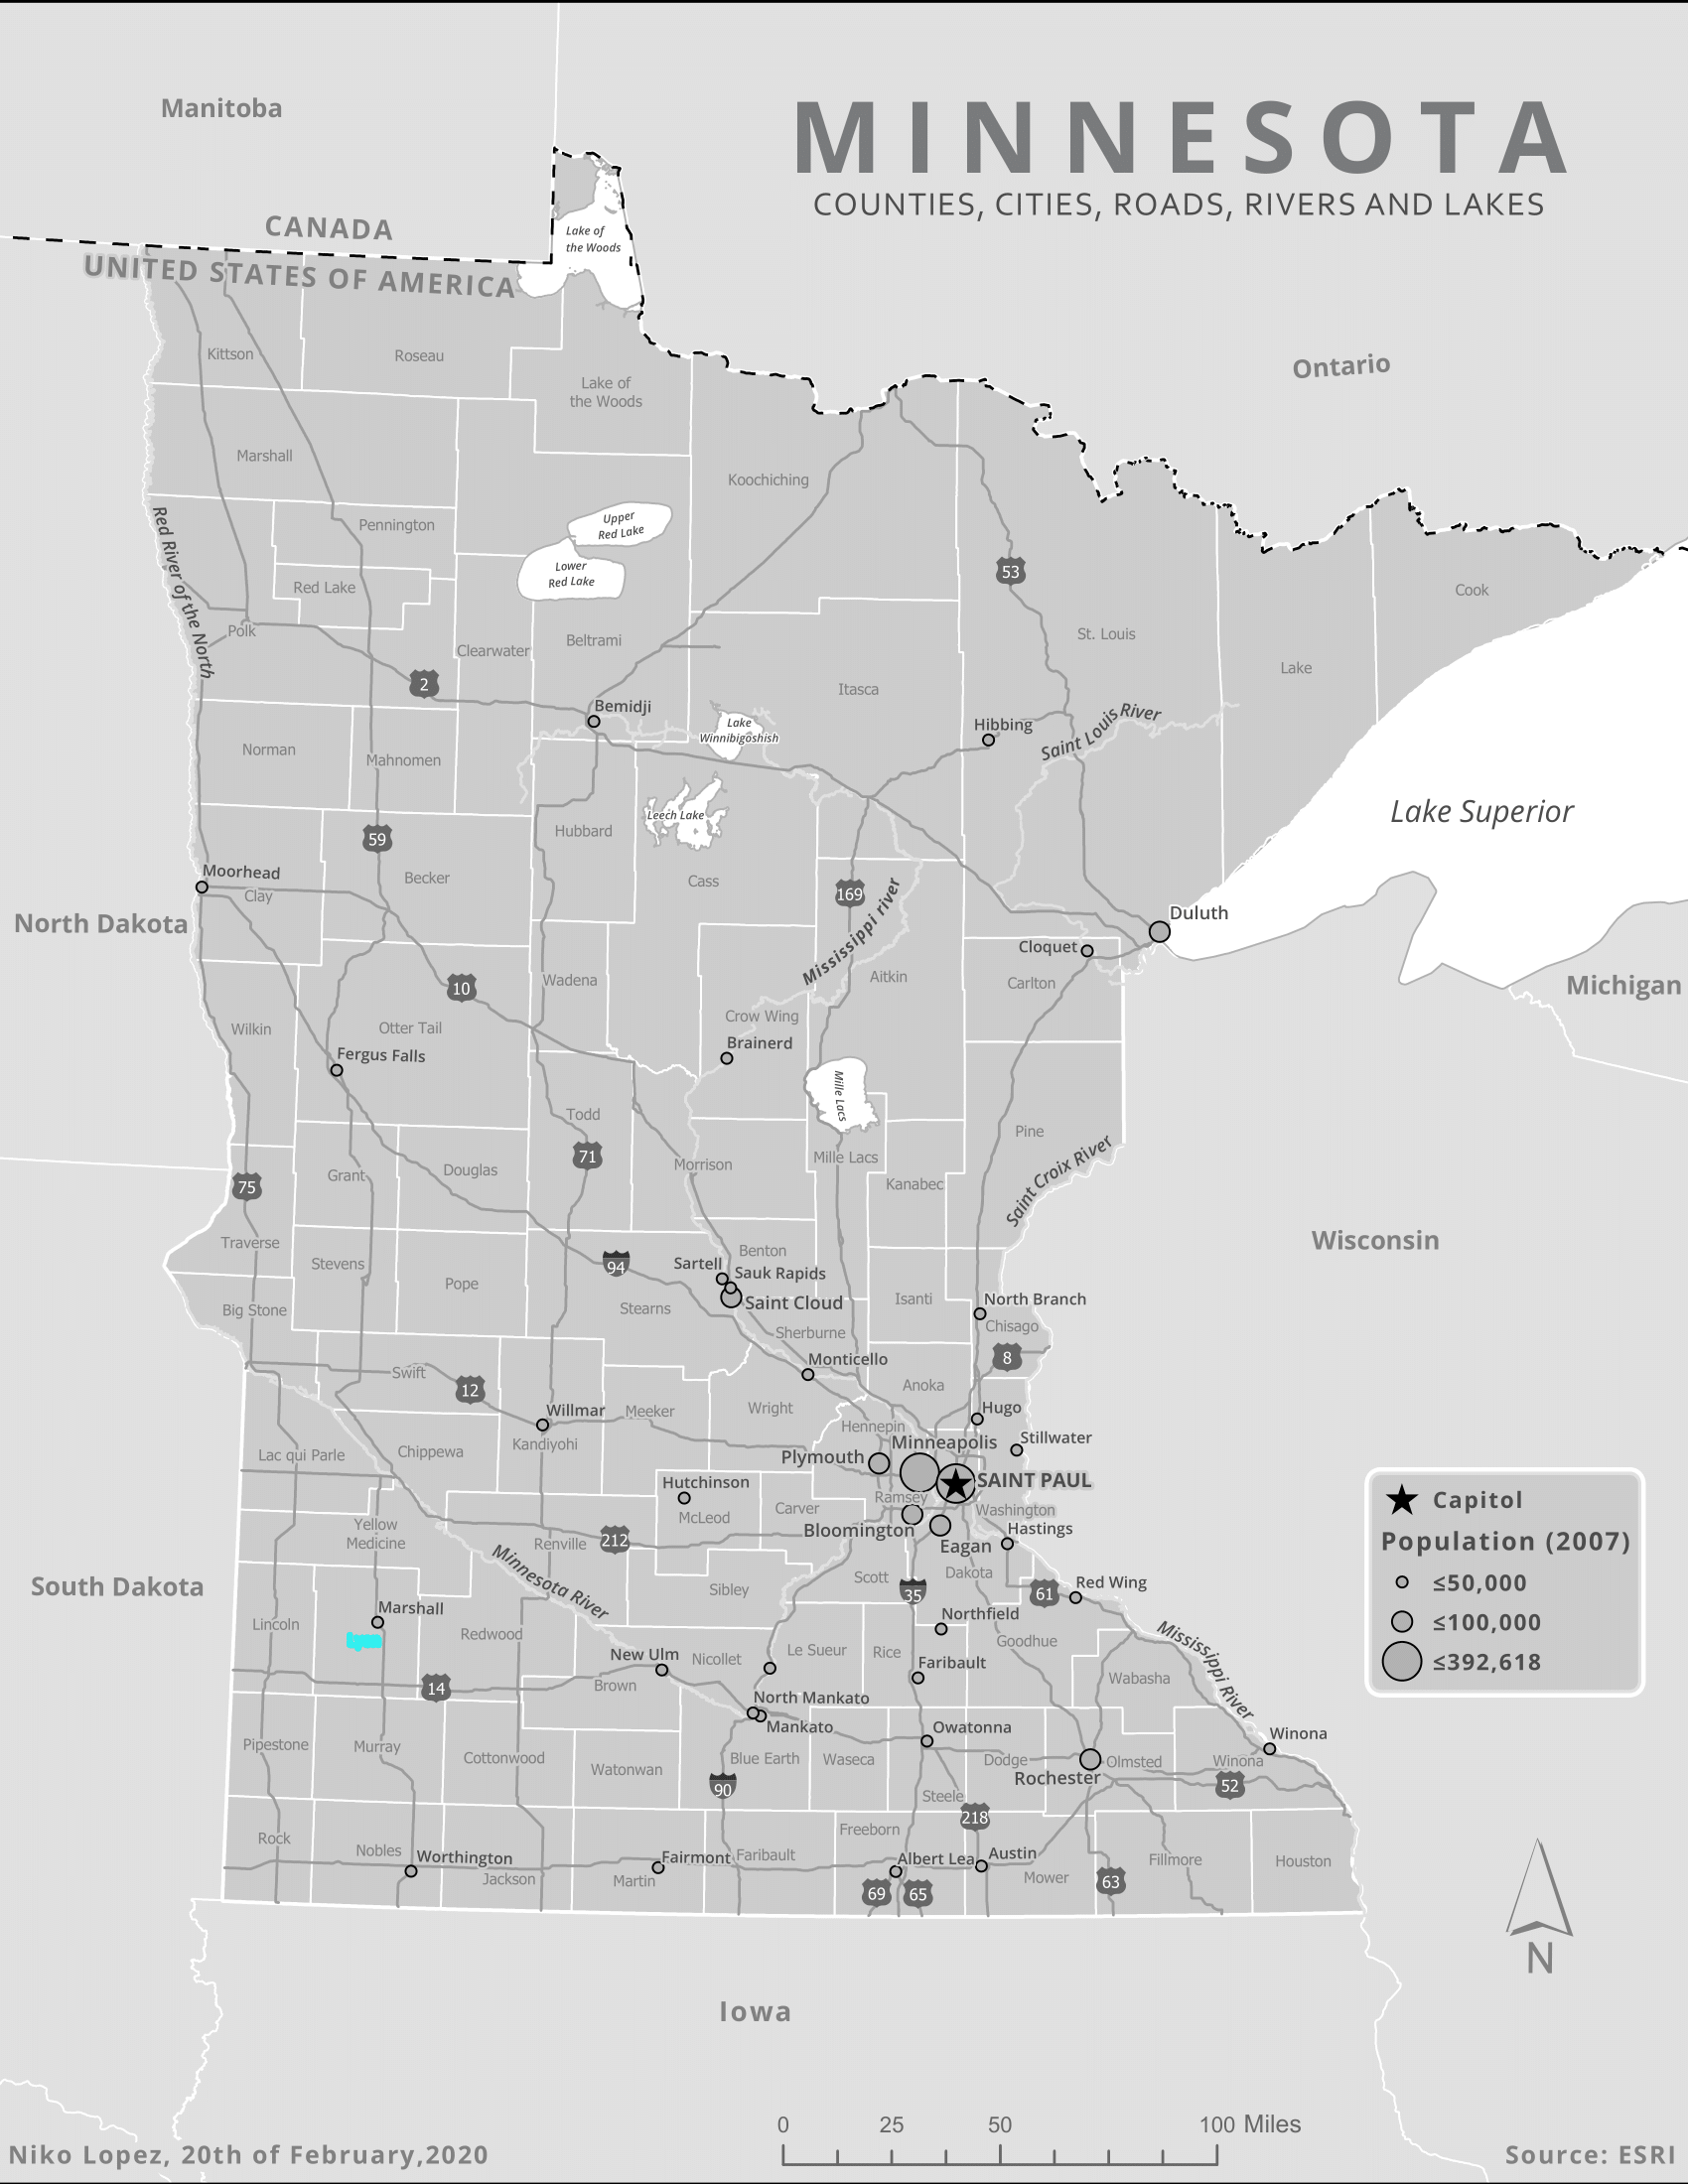 Manitoba
MINNESOTA
COUNTIES, CITIES, ROADS, RIVERS AND LAKES
CANADA
UNITED STATES OF AMERICA
Lake of
the Woods
Ontario
Kittson
Roseau
Lake of
the Woods
Marshall
Koochiching
Pennington
Upper
Red Lake
Lower
Red Lake
Red Lake
53
Cook
Red River of the North
Polk
Clearwater
Beltrami
St. Louis
Lake
2
Itasca
Bemidji
Hibbing
Saint Louis River
Lake
Winnibigoshish
Norman
Mahnomen
Leech Lake
Lake Superior
59
Hubbard
Moorhead
Clay
Becker
Cass
169
Mississippi river
North Dakota
Duluth
Cloquet
10
Wadena
Aitkin
Carlton
Michigan
Wilkin
Otter Tail
Crow Wing
Brainerd
Fergus Falls
Mille Lacs
Todd
Pine
71
Grant
Douglas
Morrison
Mille Lacs
Kanabec
Saint Croix River
75
Traverse
Stevens
Wisconsin
Benton
94
Sartell
Sauk Rapids
Saint Cloud
Pope
Big Stone
Stearns
Isanti
North Branch
Chisago
Sherburne
8
Swift
Monticello
12
Anoka
Willmar
Meeker
Wright
Hugo
Hennepin
Lac qui Parle
Chippewa
Kandiyohi
Minneapolis
Stillwater
Plymouth
SAINT PAUL
Hutchinson
Ramsey
Carver
McLeod
Washington
Yellow
Medicine
Renville
212
Bloomington
Hastings
Eagan
Minnesota River
South Dakota
Sibley
Scott
Dakota
35
61
Red Wing
Marshall
Lincoln
Lyon
Redwood
Northfield
Goodhue
Mississippi River
New Ulm
Nicollet
Le Sueur
Rice
Faribault
Wabasha
14
Brown
North Mankato
Mankato
Owatonna
Winona
Pipestone
Murray
Cottonwood
Watonwan
Blue Earth
Waseca
Dodge
Olmsted
Winona
Rochester
90
52
Steele
218
Rock
Nobles
Worthington
Jackson
Fairmont
Martin
Faribault
Freeborn
Albert Lea
Austin
Mower
Fillmore
Houston
69
65
63
Capitol
Population (2007)
≤50,000
≤100,000
≤392,618
N
Iowa
0 25 50 100 Miles
Niko Lopez, 20th of February,2020
Source: ESRI